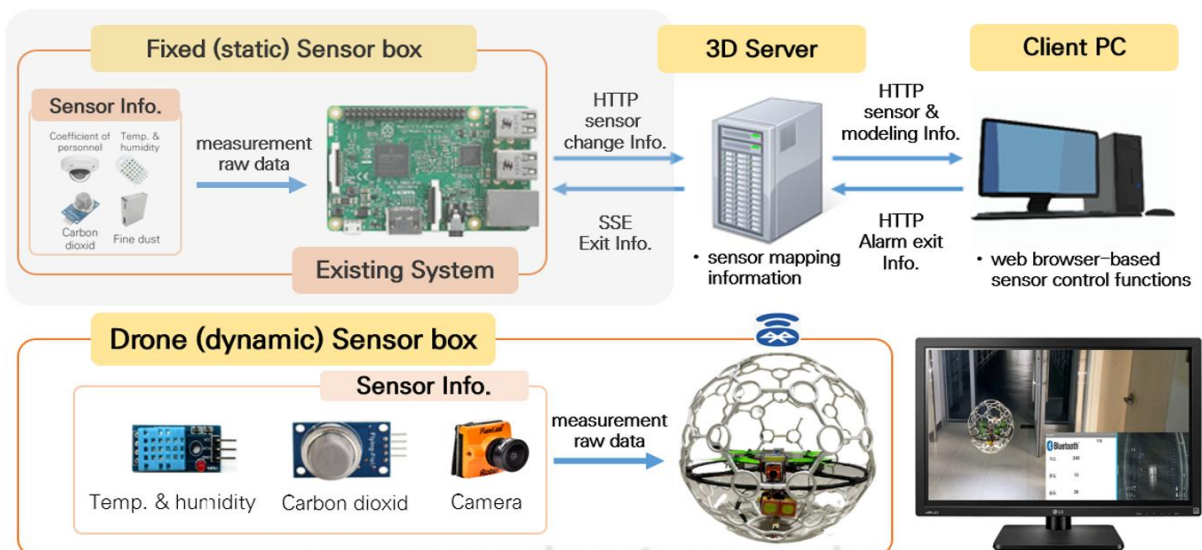 Fixed (static) Sensor box
3D Server
Client PC
Sensor Info.
Coefficient of
personnel
Temp. &
humidity
Carbon
dioxid
Fine dust
measurement
raw data
HTTP
sensor
change Info.
SSE
Exit Info.
HTTP
sensor &
modeling Info.
HTTP
Alarm exit
Info.
Existing System
• sensor mapping
information
• web browser-based
sensor control functions
Drone (dynamic) Sensor box
Sensor Info.
Temp. & humidity
Carbon dioxid
Camera
measurement
raw data
Bluetooth
LG